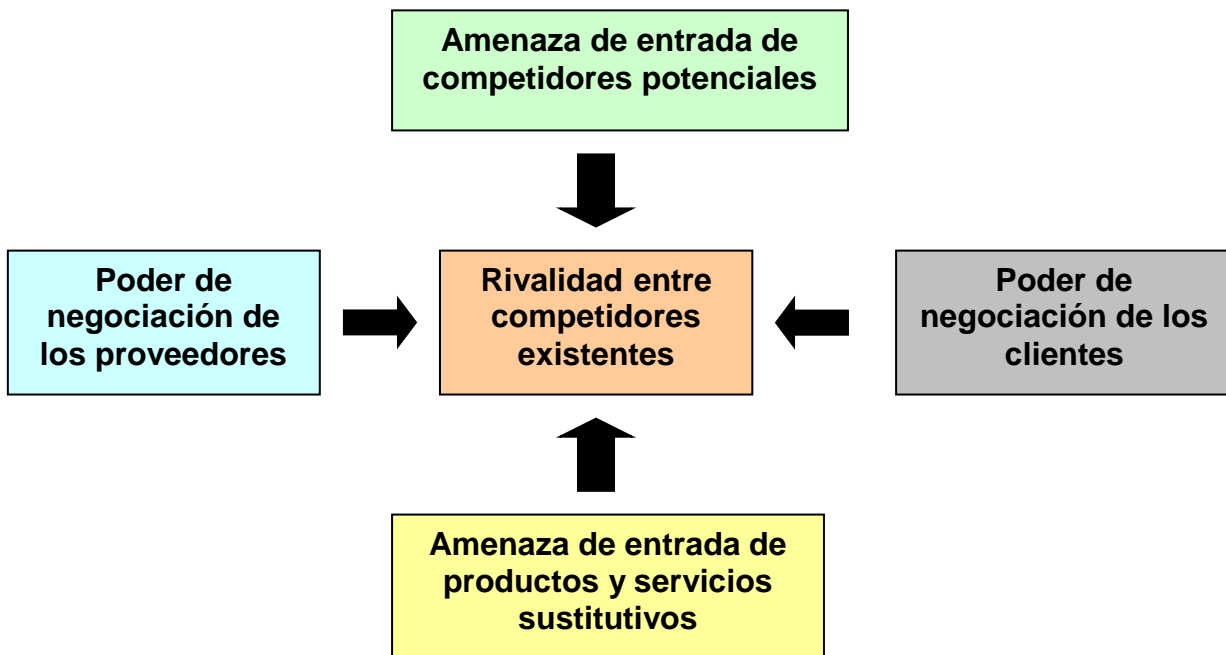 Amenaza de entrada de
competidores potenciales
Poder de
negociación de
los proveedores
Rivalidad entre
competidores
existentes
Poder de
negociación de los
clientes
Amenaza de entrada de
productos y servicios
sustitutivos